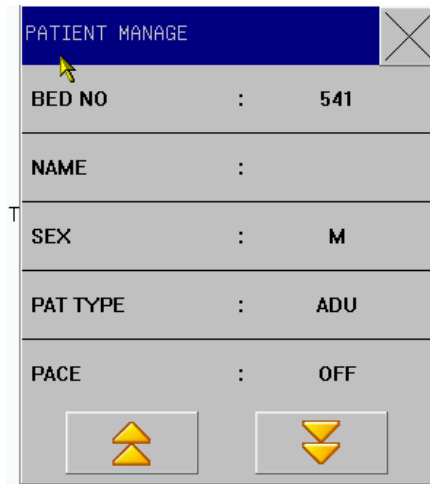 PATIENT MANAGE
BED NO : 541
NAME :
T
SEX : M
PAT TYPE : ADU
PACE : OFF